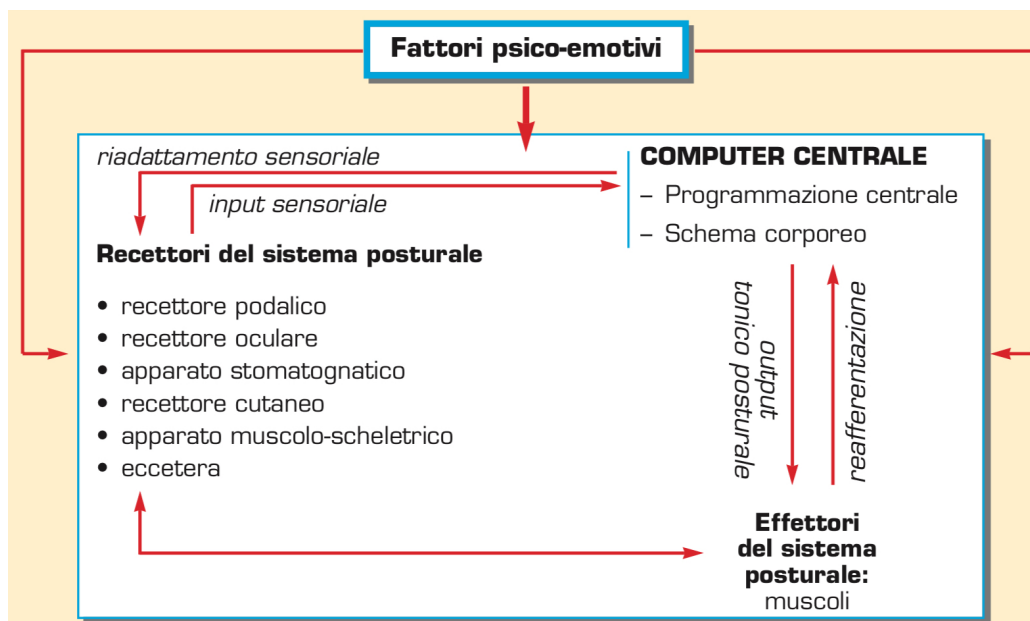 Fattori psico-emotivi
riadattamento sensoriale
input sensoriale
COMPUTER CENTRALE
– Programmazione centrale
– Schema corporeo
Recettori del sistema posturale
• recettore podalico
• recettore oculare
• apparato stomatognatico
• recettore cutaneo
• apparato muscolo-scheletrico
• eccetera
output
tonico posturale
reafferentazione
Effettori
del sistema
posturale:
muscoli